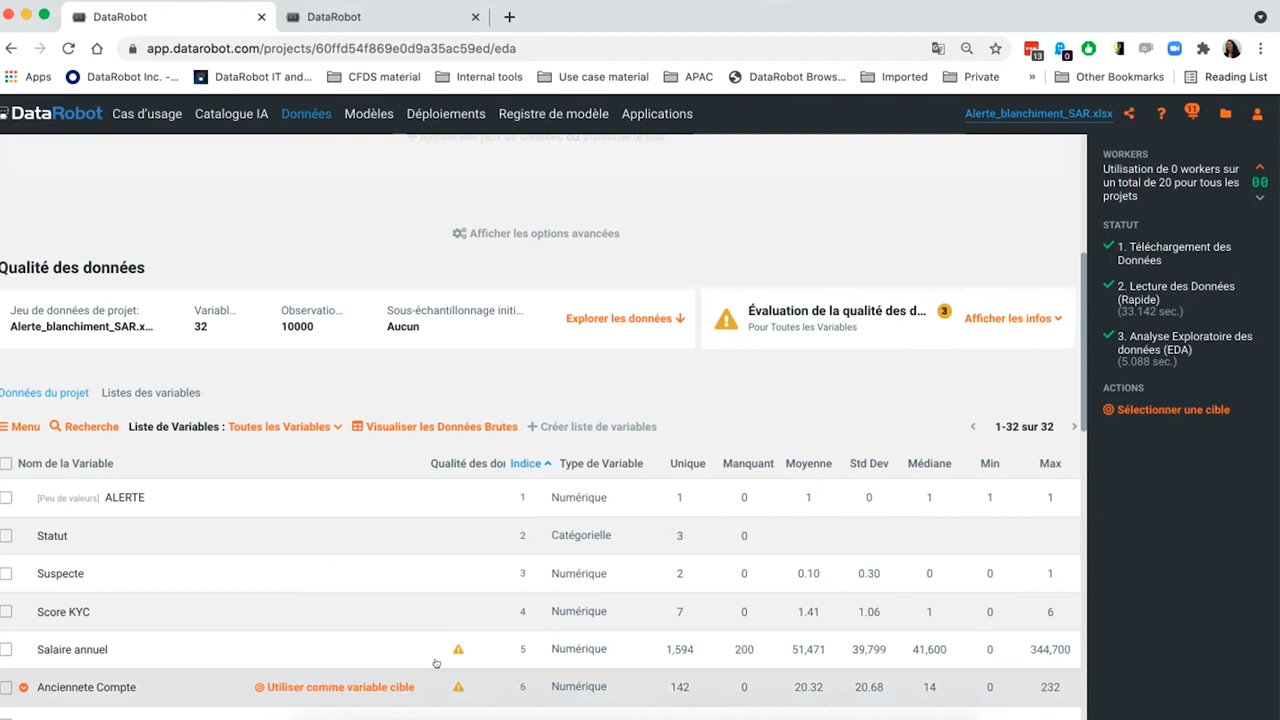 DataRobot
DataRobot
app.datarobot.com/projects/60ffd54f869e0d9a35ac59ed/eda
13
0
Apps
DataRobot Inc. -...
DataRobot IT and...
CFDS material
Internal tools
Use case material
APAC
DataRobot Brows...
Imported
Private
»
Other Bookmarks
Reading List
DataRobot
Cas d'usage
Catalogue IA
Données
Modèles
Déploiements
Registre de modèle
Applications
Alerte_blanchiment_SAR.xlsx
?
11
Afficher les options avancées
Qualité des données
Jeu de données de projet: Variabl... Observatio... Sous-échantillonnage initi...
Alerte_blanchiment_SAR.x... 32 10000 Aucun
Explorer les données
Évaluation de la qualité des d... 3
Pour Toutes les Variables
Afficher les infos
Données du projet Listes des variables
Menu Recherche Liste de Variables : Toutes les Variables Visualiser les Données Brutes + Créer liste de variables 1-32 sur 32
Nom de la Variable Qualité des doi Indice Type de Variable Unique Manquant Moyenne Std Dev Médiane Min Max
[Peu de valeurs] ALERTE 1 Numérique 1 0 1 0 1 1 1
Statut 2 Catégorielle 3 0
Suspecte 3 Numérique 2 0 0.10 0.30 0 0 1
Score KYC 4 Numérique 7 0 1.41 1.06 1 0 6
Salaire annuel 5 Numérique 1,594 200 51,471 39,799 41,600 0 344,700
Anciennete Compte Utiliser comme variable cible 6 Numérique 142 0 20.32 20.68 14 0 232
WORKERS
Utilisation de 0 workers sur
un total de 20 pour tous les
projets
00
STATUT
1. Téléchargement des
Données
2. Lecture des Données
(Rapide)
(33.142 sec.)
3. Analyse Exploratoire des
données (EDA)
(5.088 sec.)
ACTIONS
Sélectionner une cible